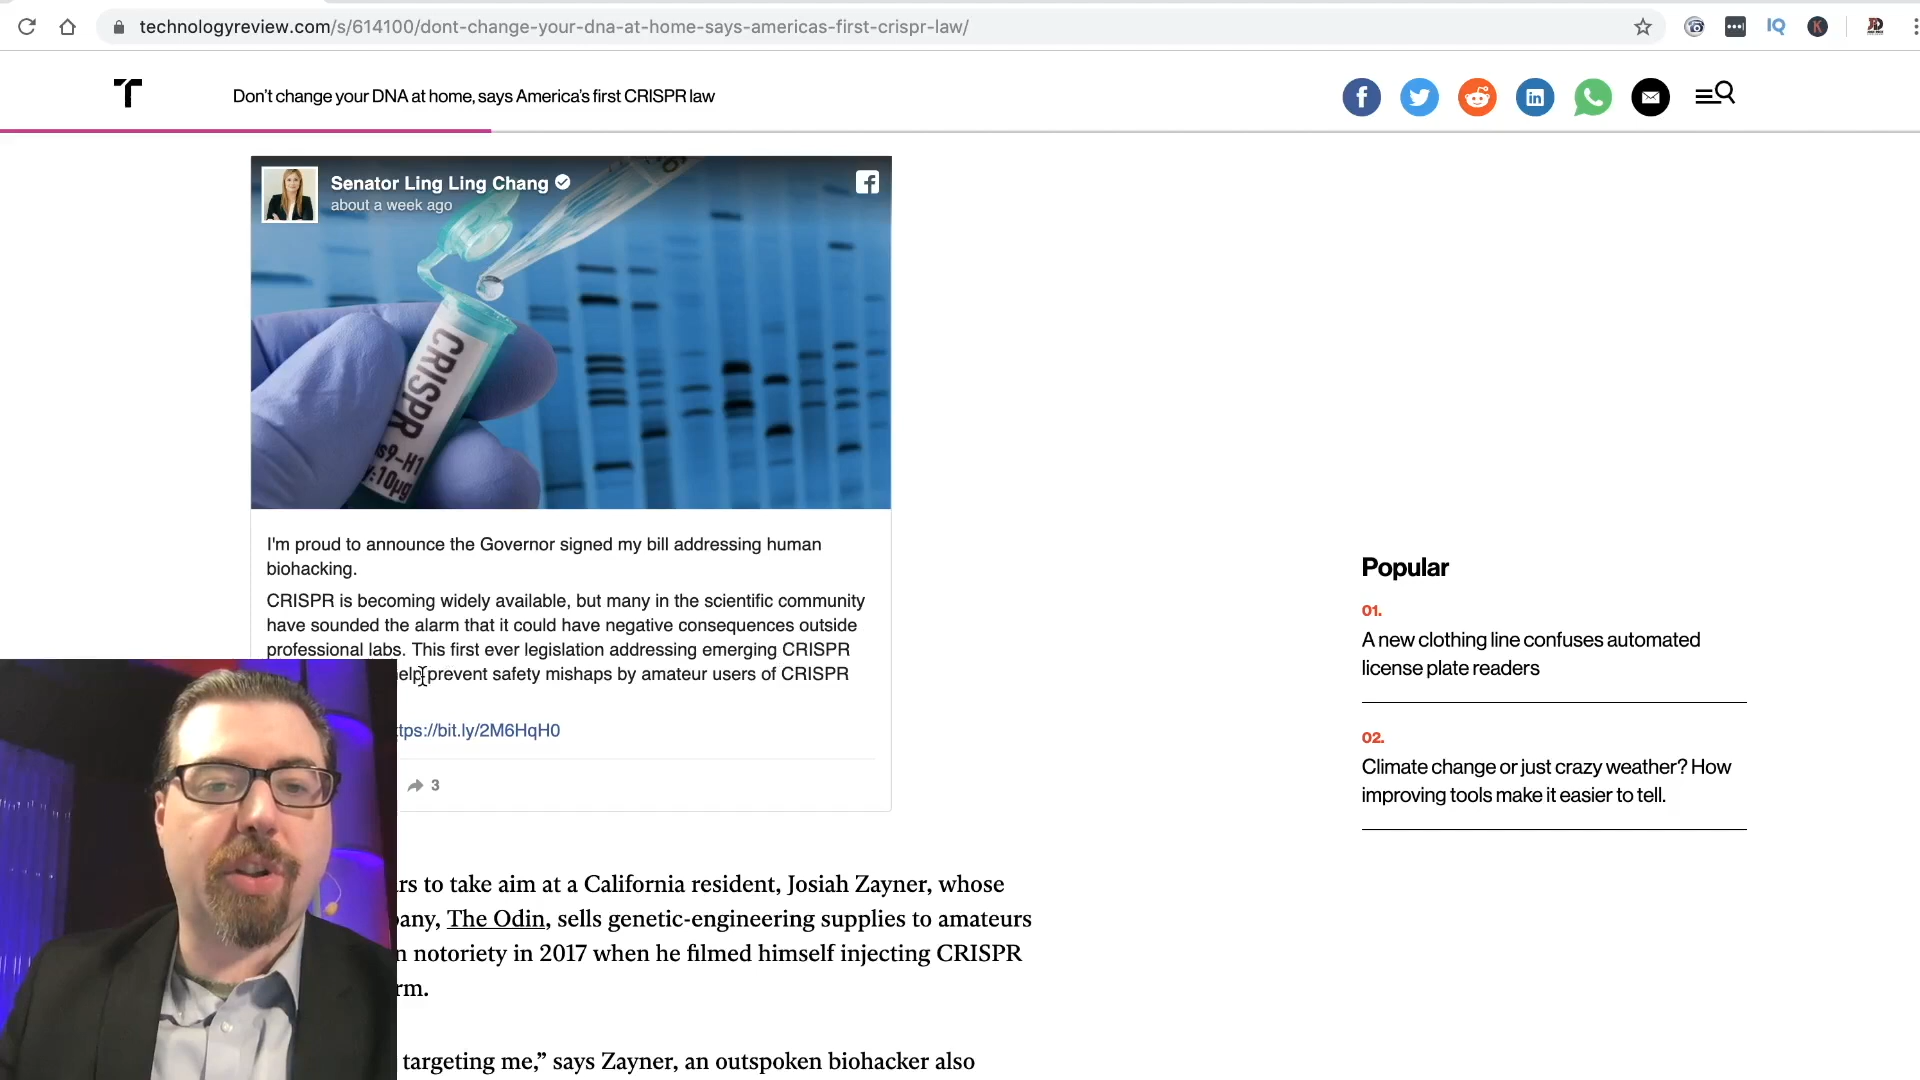 technologyreview.com/s/614100/dont-change-your-dna-at-home-says-americas-first-crispr-law/
IQ
K
Don't change your DNA at home, says America's first CRISPR law
Senator Ling Ling Chang
about a week ago
CRISPR
s9-H1
y:10µg
I'm proud to announce the Governor signed my bill addressing human
biohacking.
CRISPR is becoming widely available, but many in the scientific community
have sounded the alarm that it could have negative consequences outside
professional labs. This first ever legislation addressing emerging CRISPR
elp prevent safety mishaps by amateur users of CRISPR
ttps://bit.ly/2M6HqH0
3
rs to take aim at a California resident, Josiah Zayner, whose
pany, The Odin, sells genetic-engineering supplies to amateurs
n notoriety in 2017 when he filmed himself injecting CRISPR
rm.
targeting me,” says Zayner, an outspoken biohacker also
Popular
01.
A new clothing line confuses automated
license plate readers
02.
Climate change or just crazy weather? How
improving tools make it easier to tell.